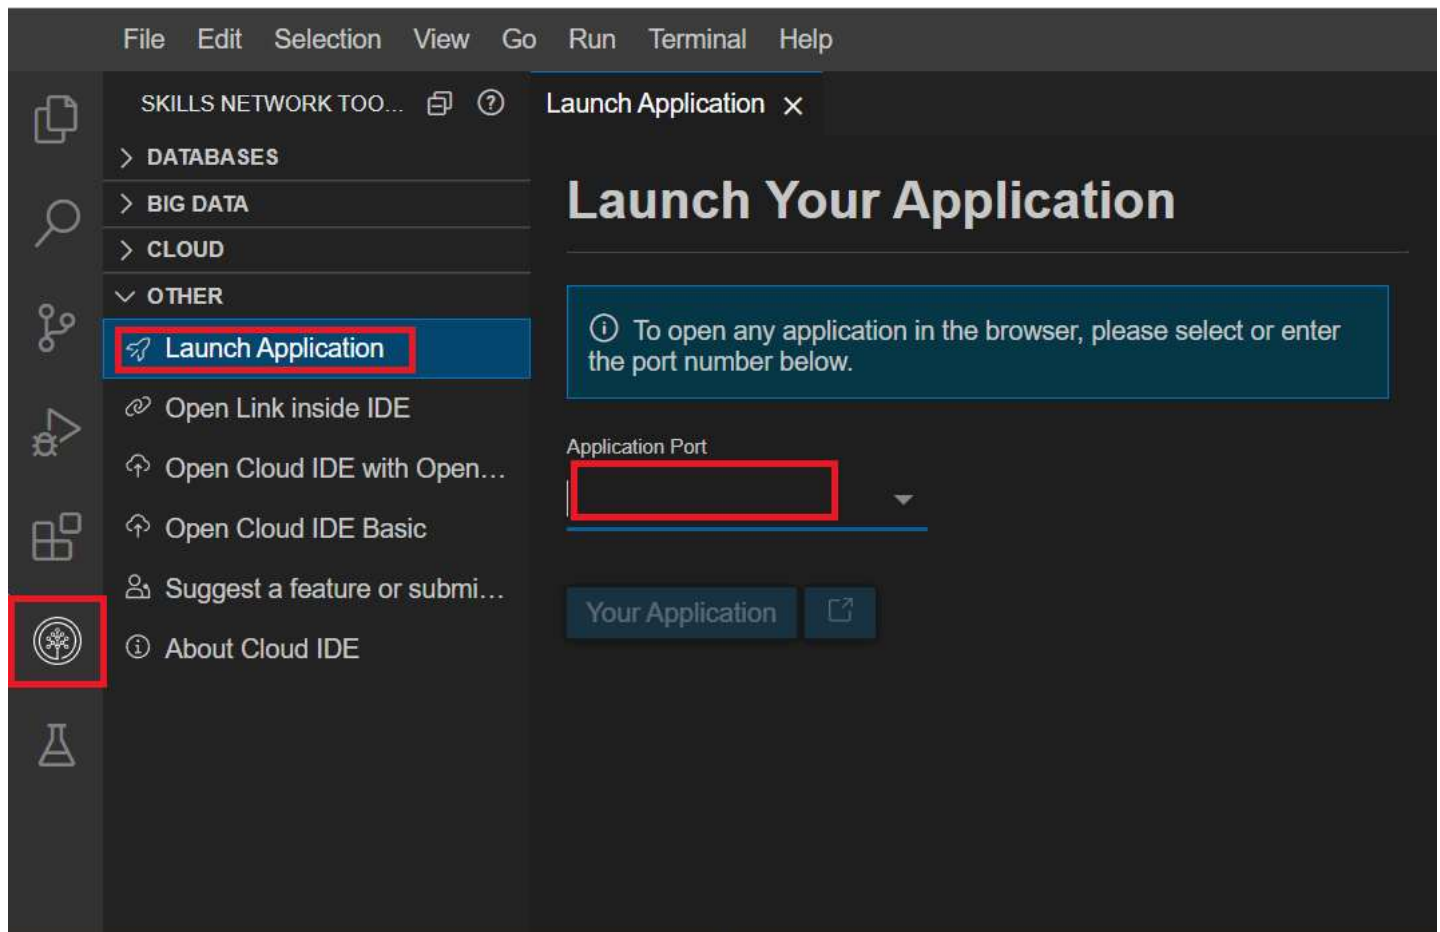 File Edit Selection View Go Run Terminal Help
SKILLS NETWORK TOO...
Launch Application
DATABASES
BIG DATA
CLOUD
OTHER
Launch Application
Open Link inside IDE
Open Cloud IDE with Open...
Open Cloud IDE Basic
Suggest a feature or submi...
About Cloud IDE
Launch Your Application
To open any application in the browser, please select or enter
the port number below.
Application Port
Your Application